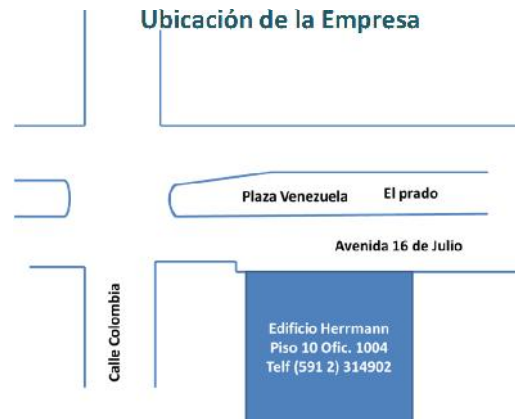 Ubicación de la Empresa
Plaza Venezuela
El prado
Avenida 16 de Julio
Calle Colombia
Edificio Herrmann
Piso 10 Ofic. 1004
Telf (591 2) 314902